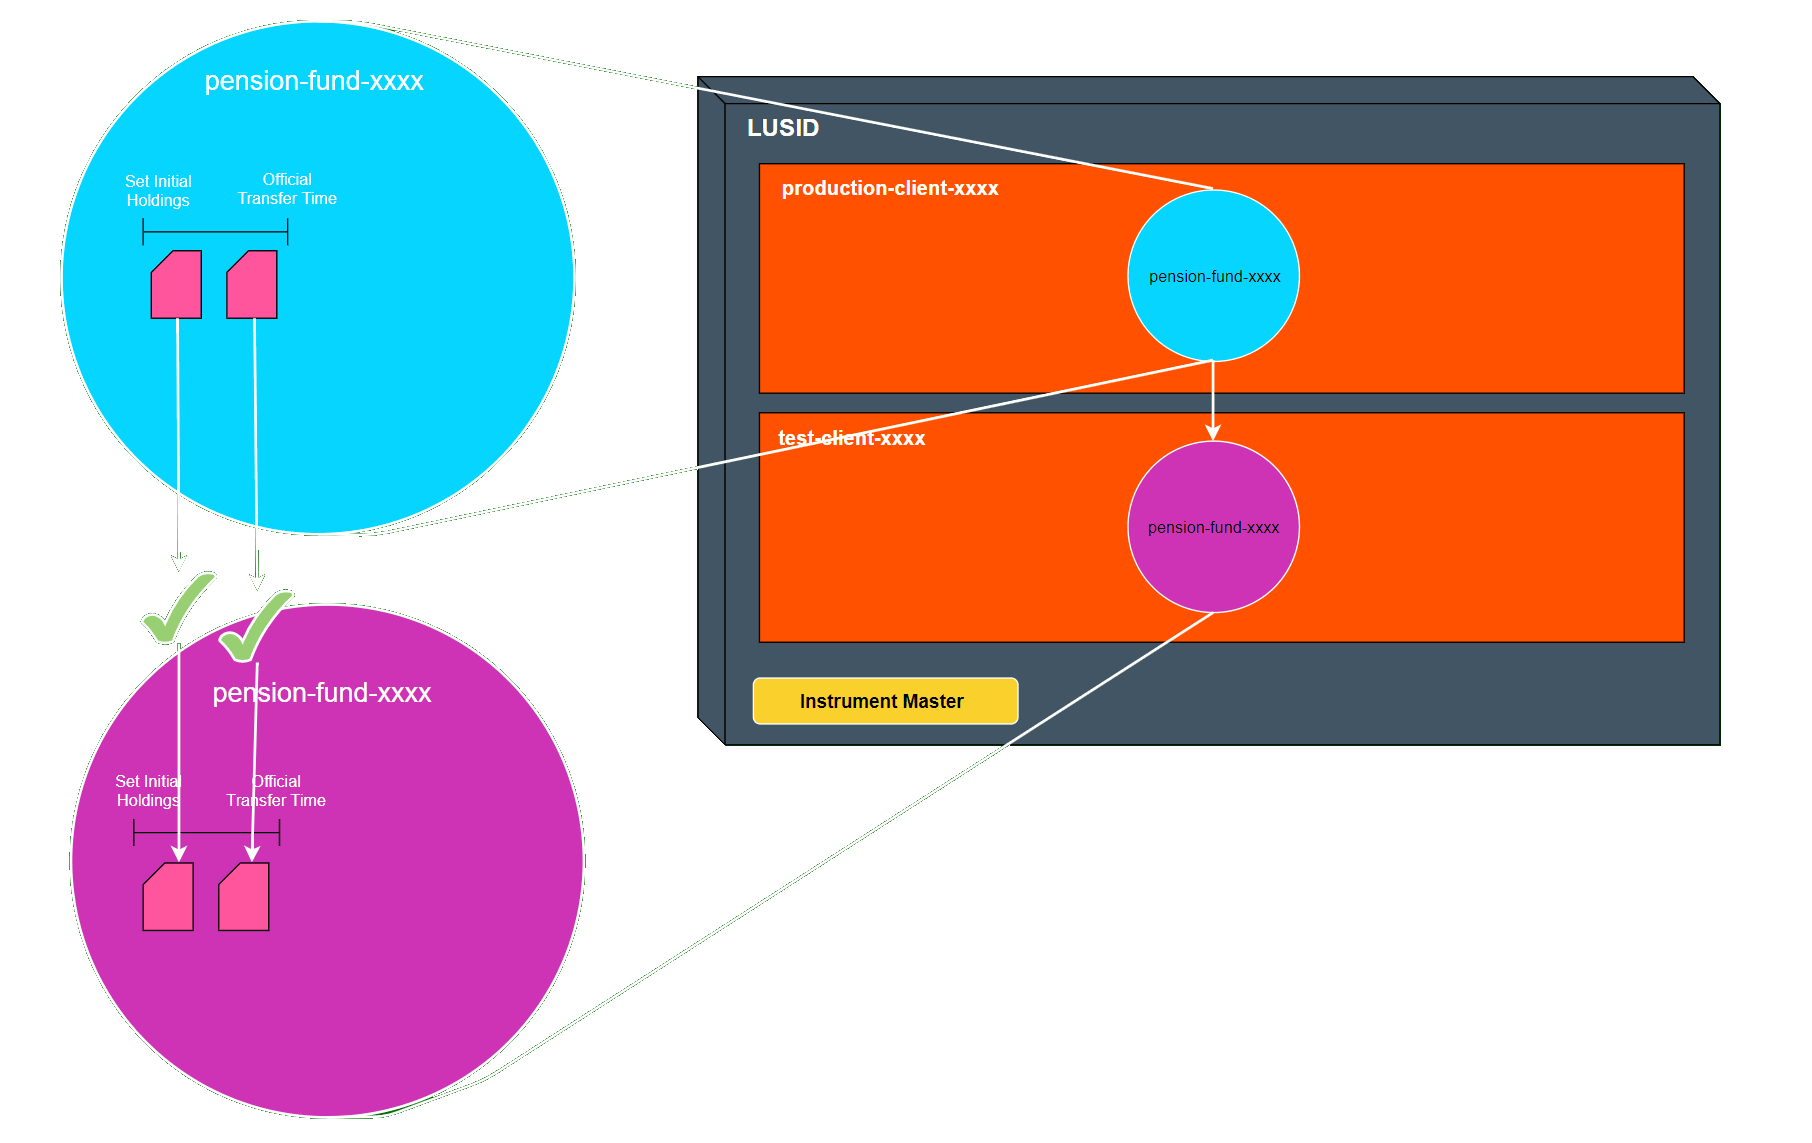 pension-fund-xxxx
Set Initial
Holdings
Official
Transfer Time
LUSID
production-client-xxxx
pension-fund-xxxx
test-client-xxxx
pension-fund-xxxx
Instrument Master
pension-fund-xxxx
Set Initial
Holdings
Official
Transfer Time